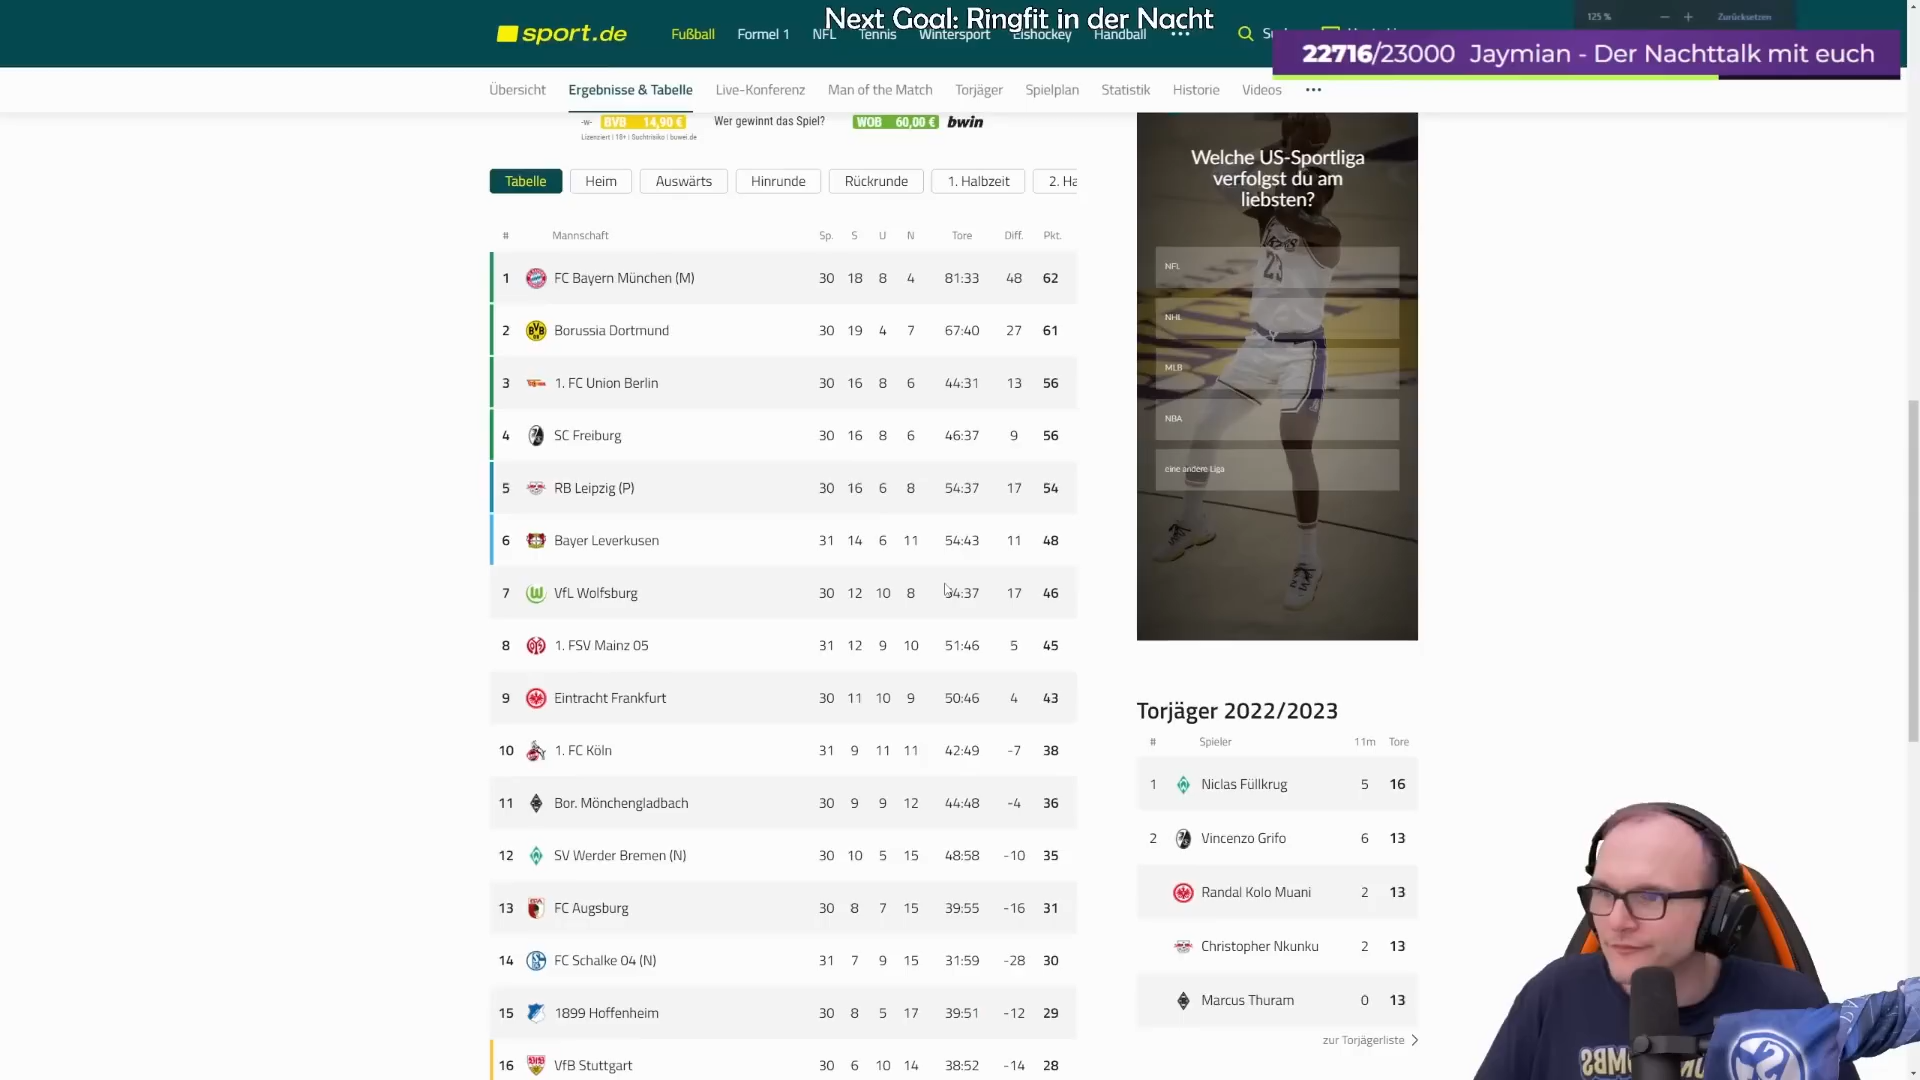 Next Goal: Ringfit in der Nacht
125 %
Zurücksetzen
sport.de
Fußball Formel 1 NFL Tennis Wintersport Eishockey Handball
22716/23000 Jaymian - Der Nachttalk mit euch
Übersicht Ergebnisse & Tabelle Live-Konferenz Man of the Match Torjäger Spielplan Statistik Historie Videos
BVB 14,90 € Wer gewinnt das Spiel? WOB 60,00 € bwin
Lizenziert | 18+ | Suchtrisiko | buwei.de
Tabelle Heim Auswärts Hinrunde Rückrunde 1. Halbzeit 2. Ha
# Mannschaft Sp. S U N Tore Diff. Pkt.
1 FC Bayern München (M) 30 18 8 4 81:33 48 62
2 Borussia Dortmund 30 19 4 7 67:40 27 61
3 1. FC Union Berlin 30 16 8 6 44:31 13 56
4 SC Freiburg 30 16 8 6 46:37 9 56
5 RB Leipzig (P) 30 16 6 8 54:37 17 54
6 Bayer Leverkusen 31 14 6 11 54:43 11 48
7 VfL Wolfsburg 30 12 10 8 54:37 17 46
8 1. FSV Mainz 05 31 12 9 10 51:46 5 45
9 Eintracht Frankfurt 30 11 10 9 50:46 4 43
10 1. FC Köln 31 9 11 11 42:49 -7 38
11 Bor. Mönchengladbach 30 9 9 12 44:48 -4 36
12 SV Werder Bremen (N) 30 10 5 15 48:58 -10 35
13 FC Augsburg 30 8 7 15 39:55 -16 31
14 FC Schalke 04 (N) 31 7 9 15 31:59 -28 30
15 1899 Hoffenheim 30 8 5 17 39:51 -12 29
16 VfB Stuttgart 30 6 10 14 38:52 -14 28
Welche US-Sportliga
verfolgst du am
liebsten?
NFL
NHL
MLB
NBA
eine andere Liga
23
Torjäger 2022/2023
# Spieler 11m Tore
1 Niclas Füllkrug 5 16
2 Vincenzo Grifo 6 13
Randal Kolo Muani 2 13
Christopher Nkunku 2 13
Marcus Thuram 0 13
zur Torjägerliste